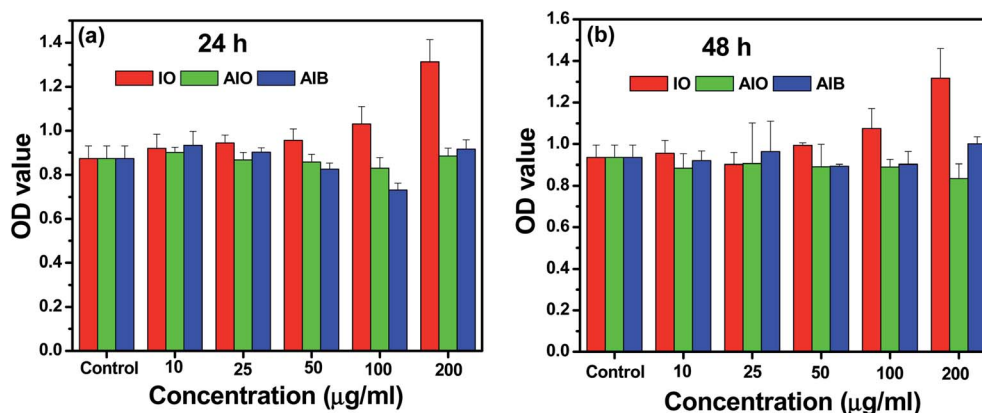 (a)
24 h
IO AIO AIB
OD value
1.4
1.2
1.0
0.8
0.6
0.4
0.2
0.0
Control 10 25 50 100 200
Concentration (μg/ml)
(b)
48 h
IO AIO AIB
OD value
1.6
1.4
1.2
1.0
0.8
0.6
0.4
0.2
0.0
Control 10 25 50 100 200
Concentration (μg/ml)